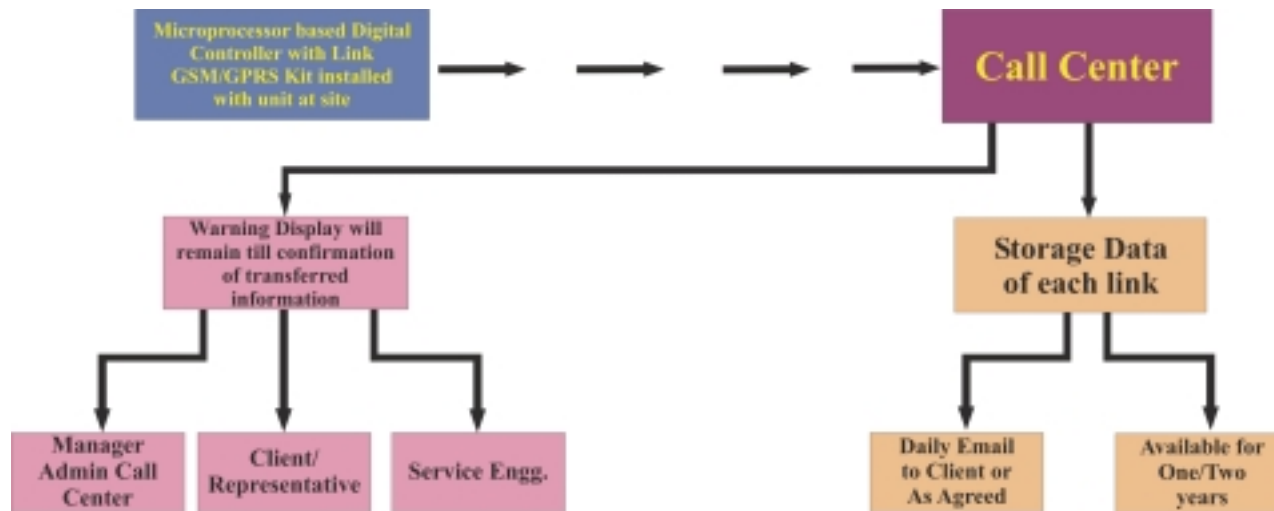 Microprocessor based Digital
Controller with Link
GSM/GPRS Kit installed
with unit at site
Call Center
Warning Display will
remain till confirmation
of transferred
information
Storage Data
of each link
Manager
Admin Call
Center
Client/
Representative
Service Engg.
Daily Email
to Client or
As Agreed
Available for
One/Two
years